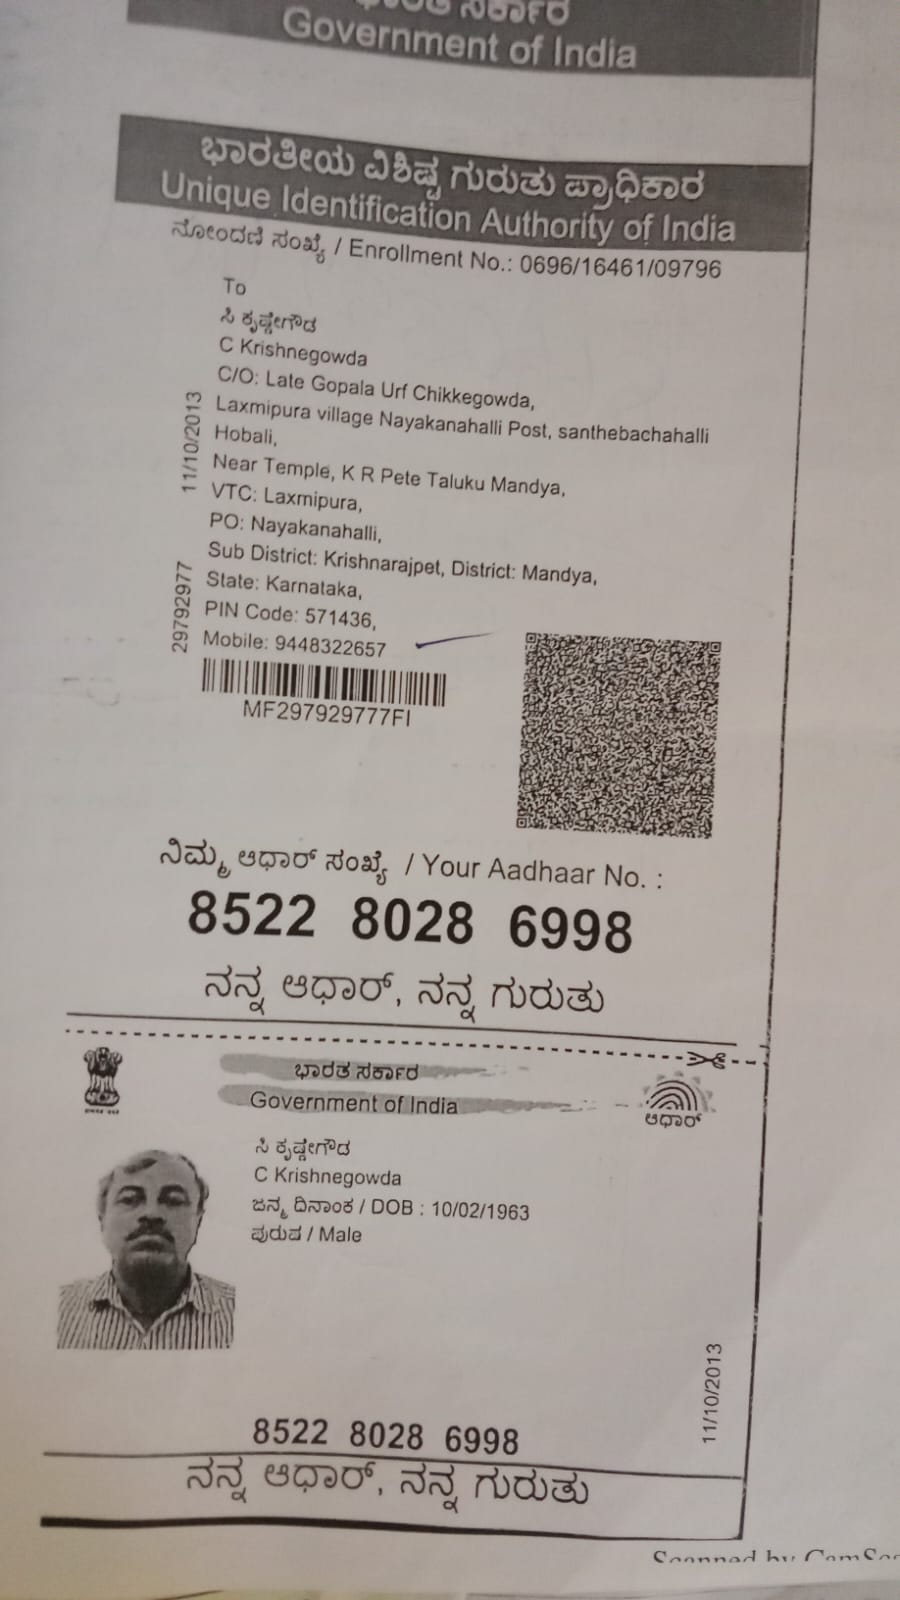 ಭಾರತ ಸರ್ಕಾರ
Government of India
ಭಾರತೀಯ ವಿಶಿಷ್ಟ ಗುರುತು ಪ್ರಾಧಿಕಾರ
Unique Identification Authority of India
ನೋಂದಣಿ ಸಂಖ್ಯೆ / Enrollment No.: 0696/16461/09796
To
ಸಿ ಕೃಷ್ಣೇಗೌಡ
C Krishnegowda
C/O: Late Gopala Urf Chikkegowda,
Laxmipura village Nayakanahalli Post, santhebachahalli
Hobali,
Near Temple, K R Pete Taluku Mandya,
VTC: Laxmipura,
PO: Nayakanahalli,
Sub District: Krishnarajpet, District: Mandya,
State: Karnataka,
PIN Code: 571436,
Mobile: 9448322657
11/10/2013
29792977
MF297929777FI
ನಿಮ್ಮ ಆಧಾರ್ ಸಂಖ್ಯೆ / Your Aadhaar No. :
8522 8028 6998
ನನ್ನ ಆಧಾರ್, ನನ್ನ ಗುರುತು
ಭಾರತ ಸರ್ಕಾರ
Government of India
ಆಧಾರ್
ಸಿ ಕೃಷ್ಣೇಗೌಡ
C Krishnegowda
ಜನ್ಮ ದಿನಾಂಕ / DOB : 10/02/1963
ಪುರುಷ / Male
11/10/2013
8522 8028 6998
ನನ್ನ ಆಧಾರ್, ನನ್ನ ಗುರುತು
Scanned by